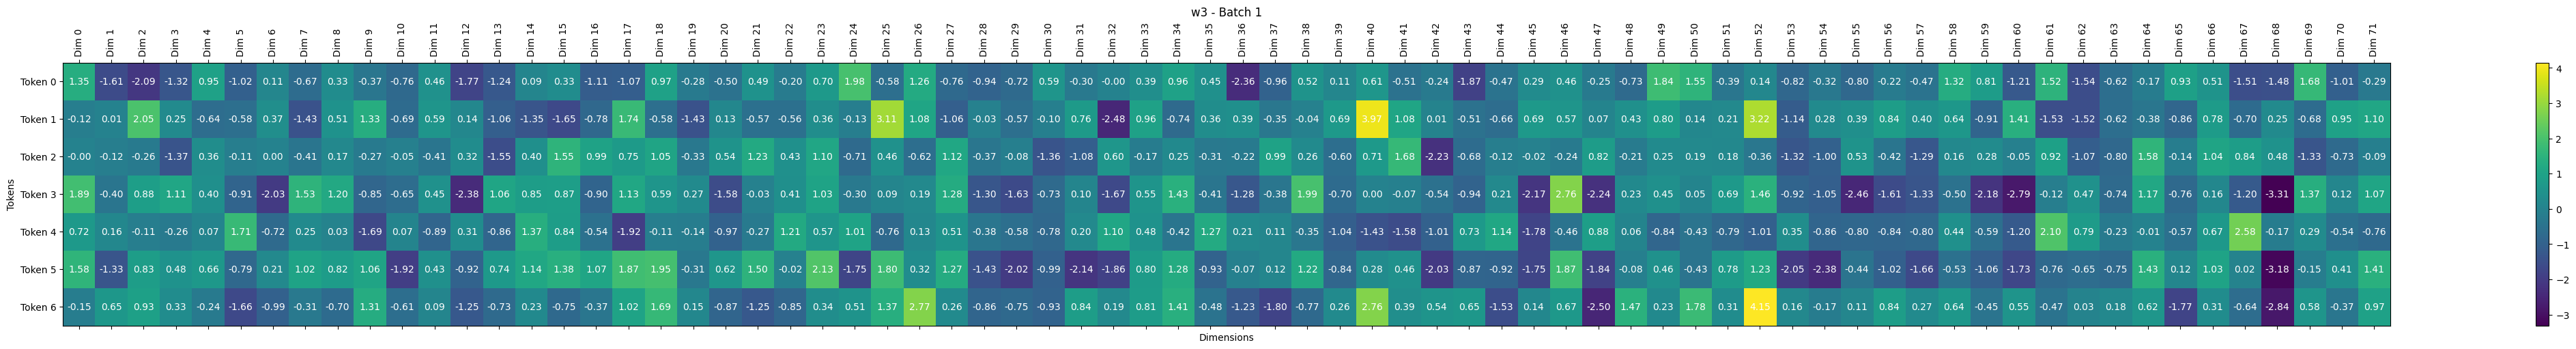 w3 - Batch 1
Dim 0 Dim 1 Dim 2 Dim 3 Dim 4 Dim 5 Dim 6 Dim 7 Dim 8 Dim 9 Dim 10 Dim 11 Dim 12 Dim 13 Dim 14 Dim 15 Dim 16 Dim 17 Dim 18 Dim 19 Dim 20 Dim 21 Dim 22 Dim 23 Dim 24 Dim 25 Dim 26 Dim 27 Dim 28 Dim 29 Dim 30 Dim 31 Dim 32 Dim 33 Dim 34 Dim 35 Dim 36 Dim 37 Dim 38 Dim 39 Dim 40 Dim 41 Dim 42 Dim 43 Dim 44 Dim 45 Dim 46 Dim 47 Dim 48 Dim 49 Dim 50 Dim 51 Dim 52 Dim 53 Dim 54 Dim 55 Dim 56 Dim 57 Dim 58 Dim 59 Dim 60 Dim 61 Dim 62 Dim 63 Dim 64 Dim 65 Dim 66 Dim 67 Dim 68 Dim 69 Dim 70 Dim 71
Token 0 1.35 -1.61 -2.09 -1.32 0.95 -1.02 0.11 -0.67 0.33 -0.37 -0.76 0.46 -1.77 -1.24 0.09 0.33 -1.11 -1.07 0.97 -0.28 -0.50 0.49 -0.20 0.70 1.98 -0.58 1.26 -0.76 -0.94 -0.72 0.59 -0.30 -0.00 0.39 0.96 0.45 -2.36 -0.96 0.52 0.11 0.61 -0.51 -0.24 -1.87 -0.47 0.29 0.46 -0.25 -0.73 1.84 1.55 -0.39 0.14 -0.82 -0.32 -0.80 -0.22 -0.47 1.32 0.81 -1.21 1.52 -1.54 -0.62 -0.17 0.93 0.51 -1.51 -1.48 1.68 -1.01 -0.29
Token 1 -0.12 0.01 2.05 0.25 -0.64 -0.58 0.37 -1.43 0.51 1.33 -0.69 0.59 0.14 -1.06 -1.35 -1.65 -0.78 1.74 -0.58 -1.43 0.13 -0.57 -0.56 0.36 -0.13 3.11 1.08 -1.06 -0.03 -0.57 -0.10 0.76 -2.48 0.96 -0.74 0.36 0.39 -0.35 -0.04 0.69 3.97 1.08 0.01 -0.51 -0.66 0.69 0.57 0.07 0.43 0.80 0.14 0.21 3.22 -1.14 0.28 0.39 0.84 0.40 0.64 -0.91 1.41 -1.53 -1.52 -0.62 -0.38 -0.86 0.78 -0.70 0.25 -0.68 0.95 1.10
Token 2 -0.00 -0.12 -0.26 -1.37 0.36 -0.11 0.00 -0.41 0.17 -0.27 -0.05 -0.41 0.32 -1.55 0.40 1.55 0.99 0.75 1.05 -0.33 0.54 1.23 0.43 1.10 -0.71 0.46 -0.62 1.12 -0.37 -0.08 -1.36 -1.08 0.60 -0.17 0.25 -0.31 -0.22 0.99 0.26 -0.60 0.71 1.68 -2.23 -0.68 -0.12 -0.02 -0.24 0.82 -0.21 0.25 0.19 0.18 -0.36 -1.32 -1.00 0.53 -0.42 -1.29 0.16 0.28 -0.05 0.92 -1.07 -0.80 1.58 -0.14 1.04 0.84 0.48 -1.33 -0.73 -0.09
Token 3 1.89 -0.40 0.88 1.11 0.40 -0.91 -2.03 1.53 1.20 -0.85 -0.65 0.45 -2.38 1.06 0.85 0.87 -0.90 1.13 0.59 0.27 -1.58 -0.03 0.41 1.03 -0.30 0.09 0.19 1.28 -1.30 -1.63 -0.73 0.10 -1.67 0.55 1.43 -0.41 -1.28 -0.38 1.99 -0.70 0.00 -0.07 -0.54 -0.94 0.21 -2.17 2.76 -2.24 0.23 0.45 0.05 0.69 1.46 -0.92 -1.05 -2.46 -1.61 -1.33 -0.50 -2.18 -2.79 -0.12 0.47 -0.74 1.17 -0.76 0.16 -1.20 -3.31 1.37 0.12 1.07
Token 4 0.72 0.16 -0.11 -0.26 0.07 1.71 -0.72 0.25 0.03 -1.69 0.07 -0.89 0.31 -0.86 1.37 0.84 -0.54 -1.92 -0.11 -0.14 -0.97 -0.27 1.21 0.57 1.01 -0.76 0.13 0.51 -0.38 -0.58 -0.78 0.20 1.10 0.48 -0.42 1.27 0.21 0.11 -0.35 -1.04 -1.43 -1.58 -1.01 0.73 1.14 -1.78 -0.46 0.88 0.06 -0.84 -0.43 -0.79 -1.01 0.35 -0.86 -0.80 -0.84 -0.80 0.44 -0.59 -1.20 2.10 0.79 -0.23 -0.01 -0.57 0.67 2.58 -0.17 0.29 -0.54 -0.76
Token 5 1.58 -1.33 0.83 0.48 0.66 -0.79 0.21 1.02 0.82 1.06 -1.92 0.43 -0.92 0.74 1.14 1.38 1.07 1.87 1.95 -0.31 0.62 1.50 -0.02 2.13 -1.75 1.80 0.32 1.27 -1.43 -2.02 -0.99 -2.14 -1.86 0.80 1.28 -0.93 -0.07 0.12 1.22 -0.84 0.28 0.46 -2.03 -0.87 -0.92 -1.75 1.87 -1.84 -0.08 0.46 -0.43 0.78 1.23 -2.05 -2.38 -0.44 -1.02 -1.66 -0.53 -1.06 -1.73 -0.76 -0.65 -0.75 1.43 0.12 1.03 0.02 -3.18 -0.15 0.41 1.41
Token 6 -0.15 0.65 0.93 0.33 -0.24 -1.66 -0.99 -0.31 -0.70 1.31 -0.61 0.09 -1.25 -0.73 0.23 -0.75 -0.37 1.02 1.69 0.15 -0.87 -1.25 -0.85 0.34 0.51 1.37 2.77 0.26 -0.86 -0.75 -0.93 0.84 0.19 0.81 1.41 -0.48 -1.23 -1.80 -0.77 0.26 2.76 0.39 0.54 0.65 -1.53 0.14 0.67 -2.50 1.47 0.23 1.78 0.31 4.15 0.16 -0.17 0.11 0.84 0.27 0.64 -0.45 0.55 -0.47 0.03 0.18 0.62 -1.77 0.31 -0.64 -2.84 0.58 -0.37 0.97
Tokens
Dimensions
4
3
2
1
0
−1
−2
−3